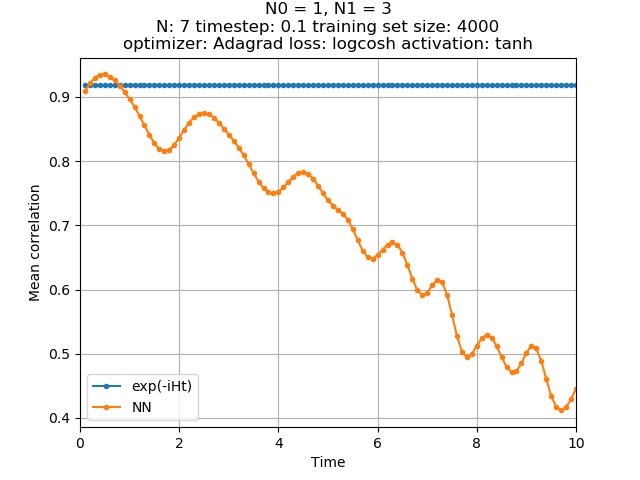 N0 = 1, N1 = 3
N: 7 timestep: 0.1 training set size: 4000
optimizer: Adagrad loss: logcosh activation: tanh
Mean correlation
0.9
0.8
0.7
0.6
0.5
0.4
exp(-iHt)
NN
0 2 4 6 8 10
Time